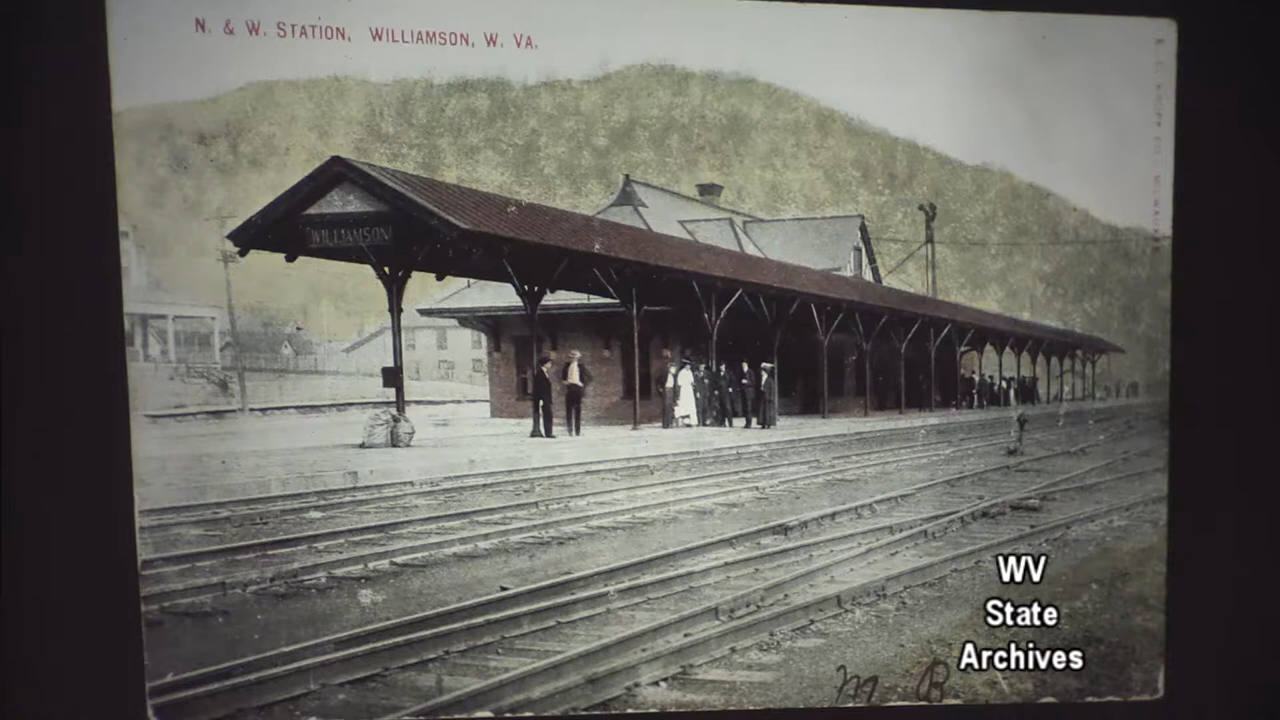 N. & W. STATION, WILLIAMSON, W. VA.
WILLIAMSON
WV
State
Archives
M B